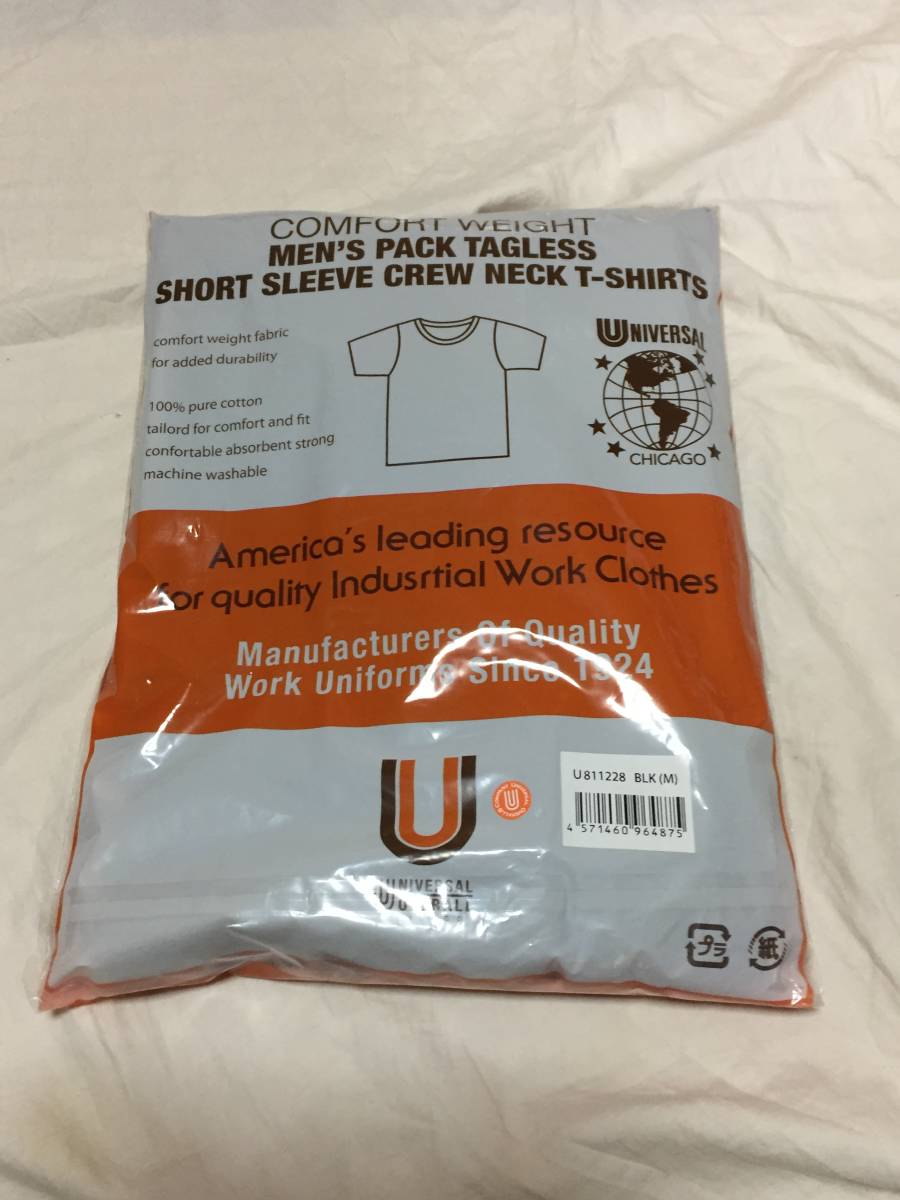 COMFORT WEIGHT
MEN'S PACK TAGLESS
SHORT SLEEVE CREW NECK T-SHIRTS
comfort weight fabric
for added durability
100% pure cotton
tailord for comfort and fit
confortable absorbent strong
machine washable
UNIVERSAL
CHICAGO
America's leading resource
for quality Indusrtial Work Clothes
Manufacturers Of Quality
Work Uniforms Since 1924
U
U811228 BLK (M)
4 571460 964875
UNIVERSAL
OVERALL
プラ
紙